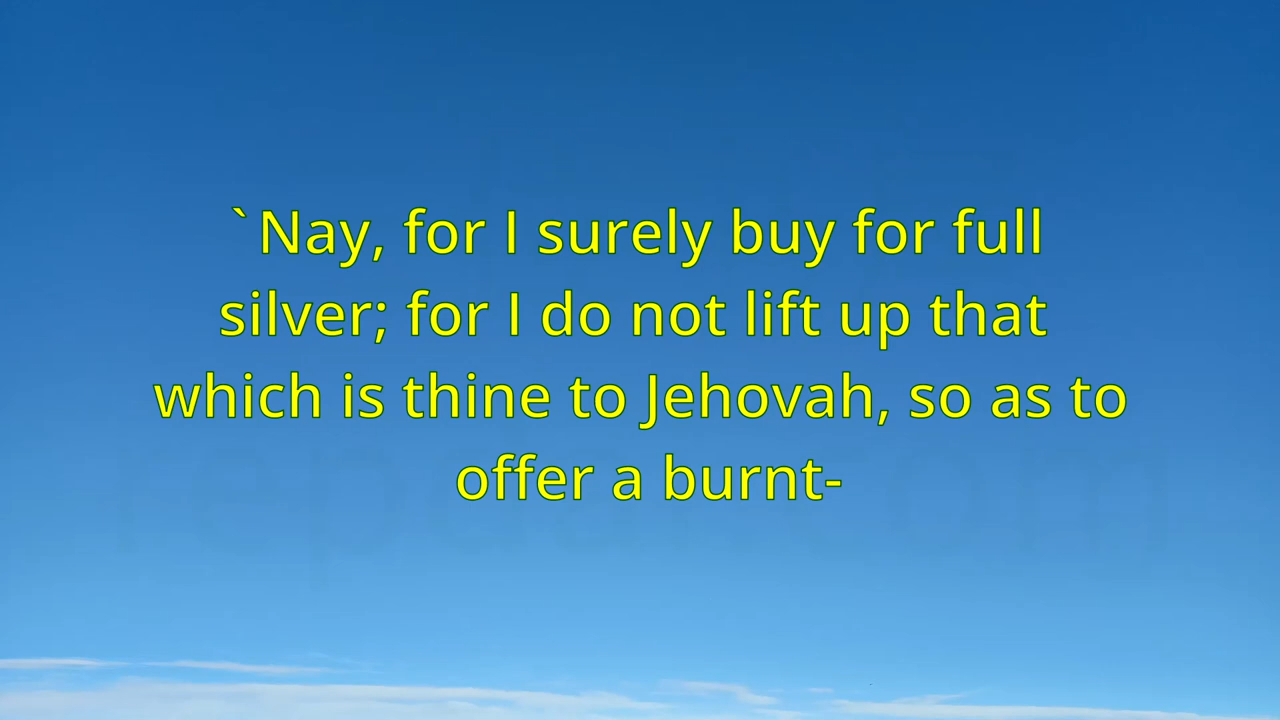 `Nay, for I surely buy for full
silver; for I do not lift up that
which is thine to Jehovah, so as to
offer a burnt-